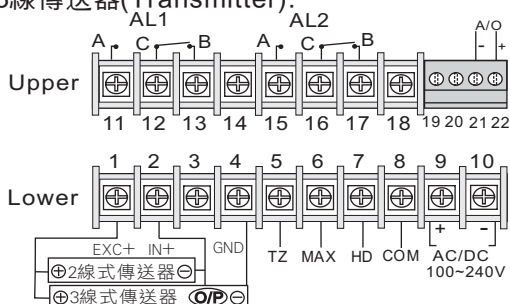 3線傳送器(Transmitter):
AL1 AL2 A/O
A C B A C B - +
Upper
11 12 13 14 15 16 17 18 19 20 21 22
1 2 3 4 5 6 7 8 9 10
Lower
+ -
EXC+ IN+ GND TZ MAX HD COM AC/DC
100~240V
⊕2線式傳送器⊖
⊕3線式傳送器 O/P ⊖